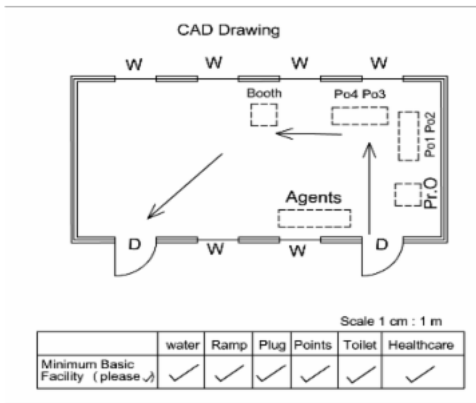 CAD Drawing
W W W W
Booth Po4 Po3
Po1 Po2
Pr.O
Agents
D W W D
Scale 1 cm : 1 m
water Ramp Plug Points Toilet Healthcare
Minimum Basic
Facility (please ✓) ✓ ✓ ✓ ✓ ✓ ✓